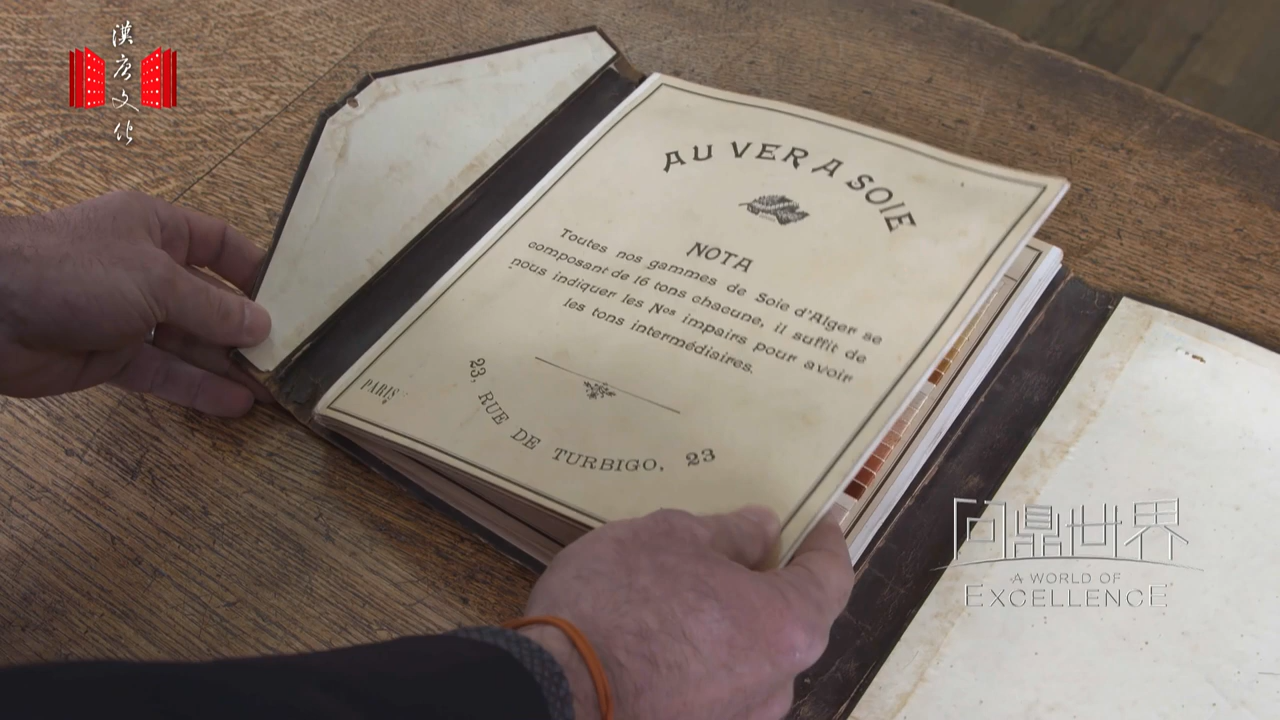 漢唐文化
AU VER A SOIE
NOTA
Toutes nos gammes de Soie d'Alger se
composant de 16 tons chacune, il suffit de
nous indiquer les Nos impairs pour avoir
les tons intermédiaires.
PARIS
23, RUE DE TURBIGO, 23
问鼎世界
A WORLD OF
EXCELLENCE